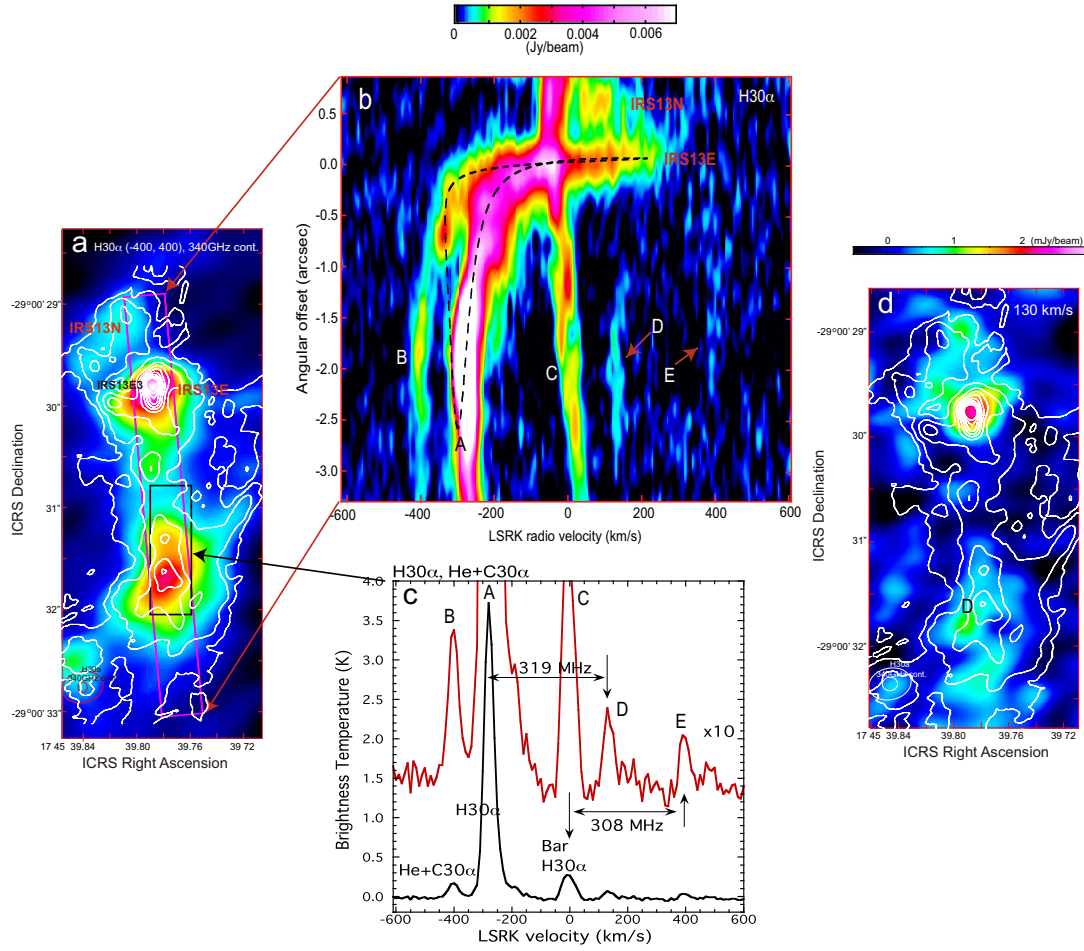 0 0.002 0.004 0.006
(Jy/beam)
b
H30α
IRS13N
IRS13E
0.5
0.0
-0.5
-1.0
-1.5
-2.0
-2.5
-3.0
Angular offset (arcsec)
A
B
C
D
E
-600 -400 -200 0 200 400 600
LSRK radio velocity (km/s)
a
H30α (-400, 400), 340GHz cont.
IRS13N
IRS13E3
IRS13E
-29°00' 29"
30"
31"
32"
-29°00' 33"
ICRS Declination
H30α
340GHz
17 45 39.84 39.80 39.76 39.72
ICRS Right Ascension
0 1 2 (mJy/beam)
d
130 km/s
-29°00' 29"
30"
31"
-29°00' 32"
ICRS Declination
D
H30α
340GHz cont.
17 45 39.84 39.80 39.76 39.72
ICRS Right Ascension
H30α, He+C30α
c
4.0
3.5
3.0
2.5
2.0
1.5
1.0
0.5
0.0
Brightness Temperature (K)
A
B
C
D
E
319 MHz
x10
308 MHz
H30α
Bar
H30α
He+C30α
-600 -400 -200 0 200 400 600
LSRK velocity (km/s)